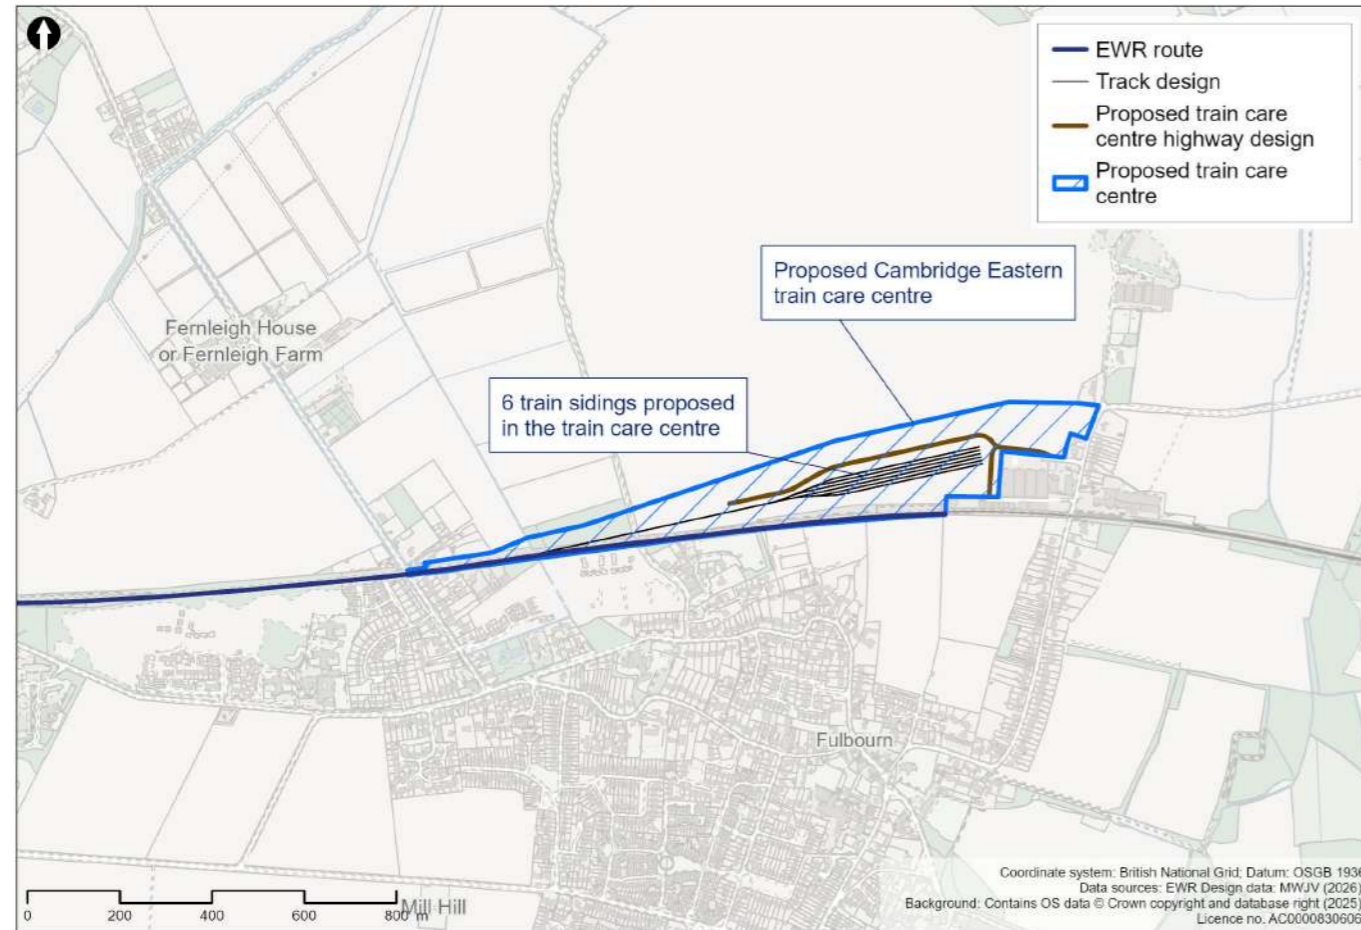 EWR route
Track design
Proposed train care
centre highway design
Proposed train care
centre
Proposed Cambridge Eastern
train care centre
Fernleigh House
or Fernleigh Farm
6 train sidings proposed
in the train care centre
Fulbourn
Mill Hill
0 200 400 600 800 m
Coordinate system: British National Grid; Datum: OSGB 1936
Data sources: EWR Design data: MWJV (2026)
Background: Contains OS data © Crown copyright and database right (2025)
Licence no. AC0000830606